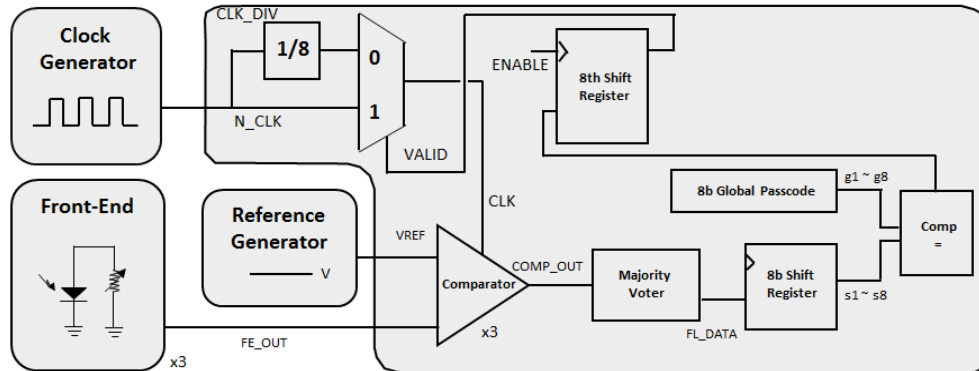 Clock
Generator
CLK_DIV
1/8
0
1
N_CLK
VALID
ENABLE
8th Shift
Register
8b Global Passcode
g1 ~ g8
Comp
=
Front-End
x3
Reference
Generator
V
VREF
CLK
Comparator
x3
COMP_OUT
Majority
Voter
FL_DATA
8b Shift
Register
s1 ~ s8
FE_OUT